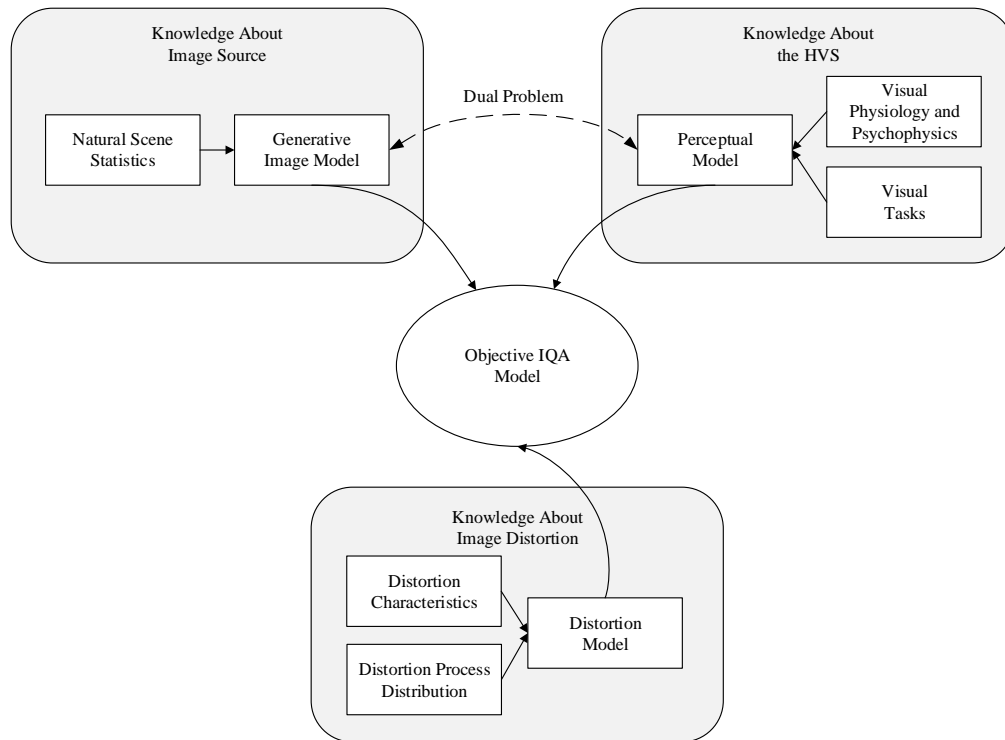 Knowledge About
Image Source
Natural Scene
Statistics
Generative
Image Model
Dual Problem
Knowledge About
the HVS
Perceptual
Model
Visual
Physiology and
Psychophysics
Visual
Tasks
Objective IQA
Model
Knowledge About
Image Distortion
Distortion
Characteristics
Distortion Process
Distribution
Distortion
Model